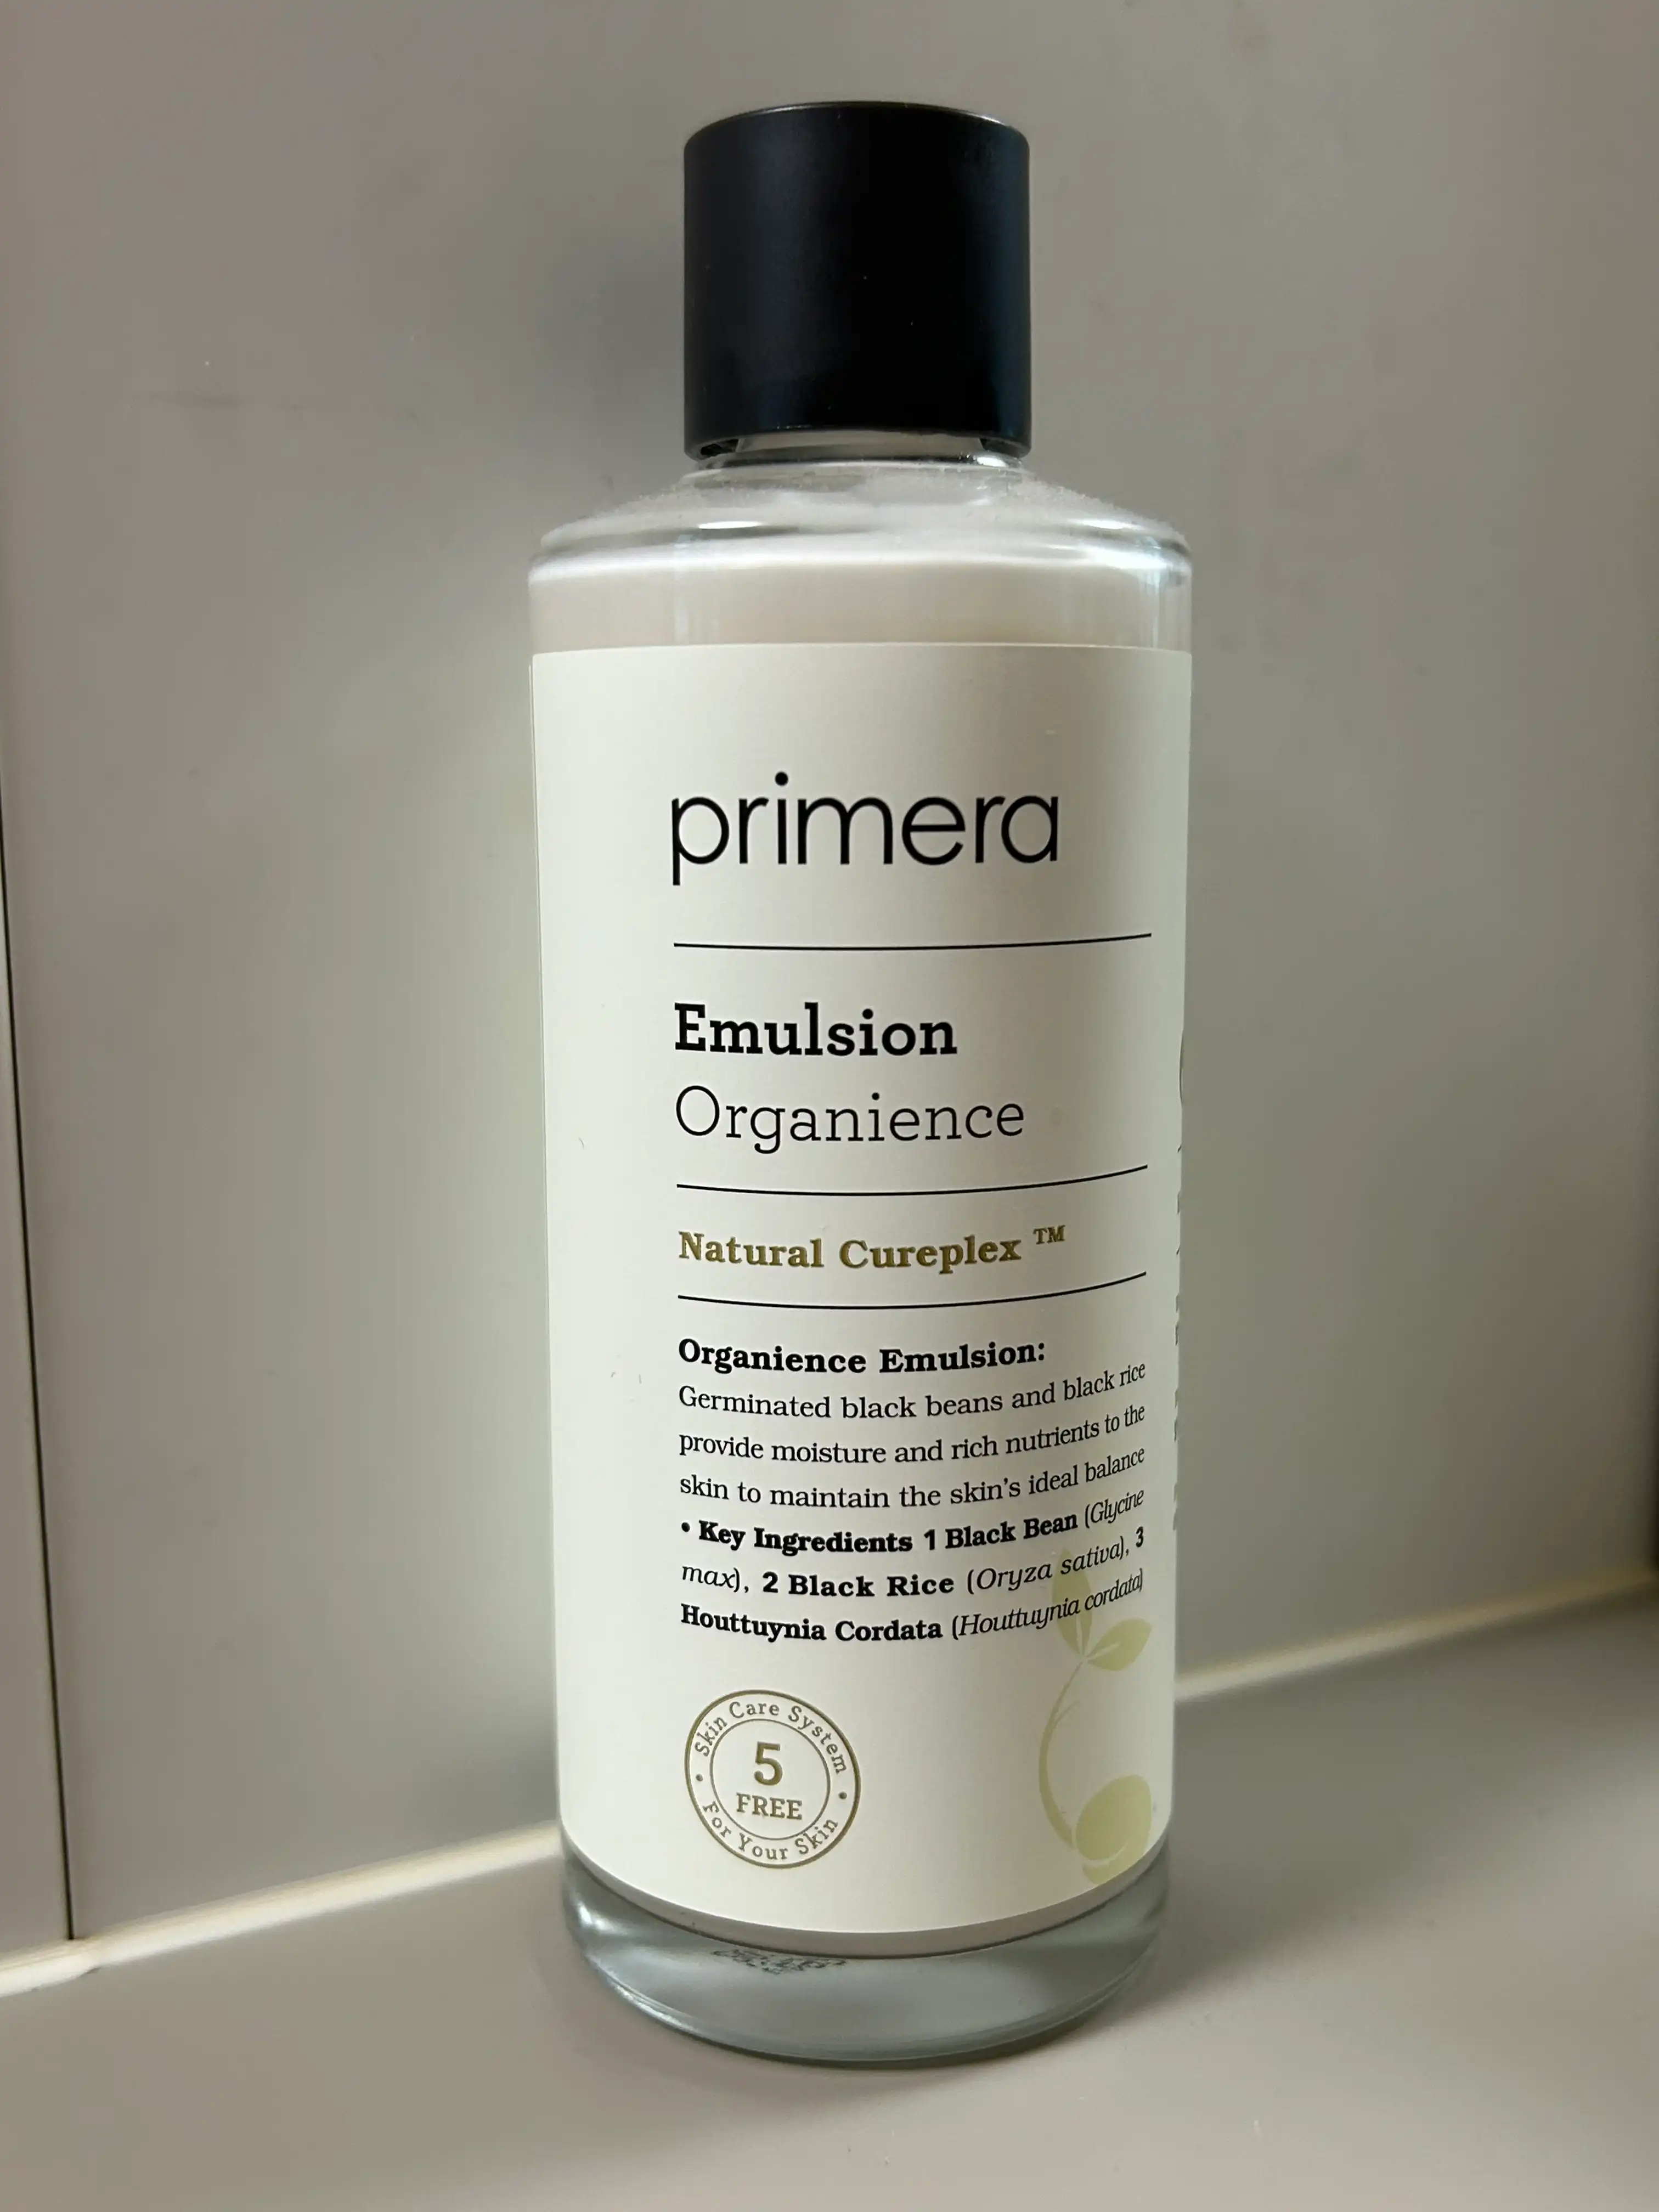 primera
Emulsion
Organience
Natural Cureplex ™
Organience Emulsion:
Germinated black beans and black rice
provide moisture and rich nutrients to the
skin to maintain the skin's ideal balance
• Key Ingredients 1 Black Bean (Glycine
max), 2 Black Rice (Oryza sativa), 3
Houttuynia Cordata (Houttuynia cordata)
Skin Care System
5
FREE
For Your Skin